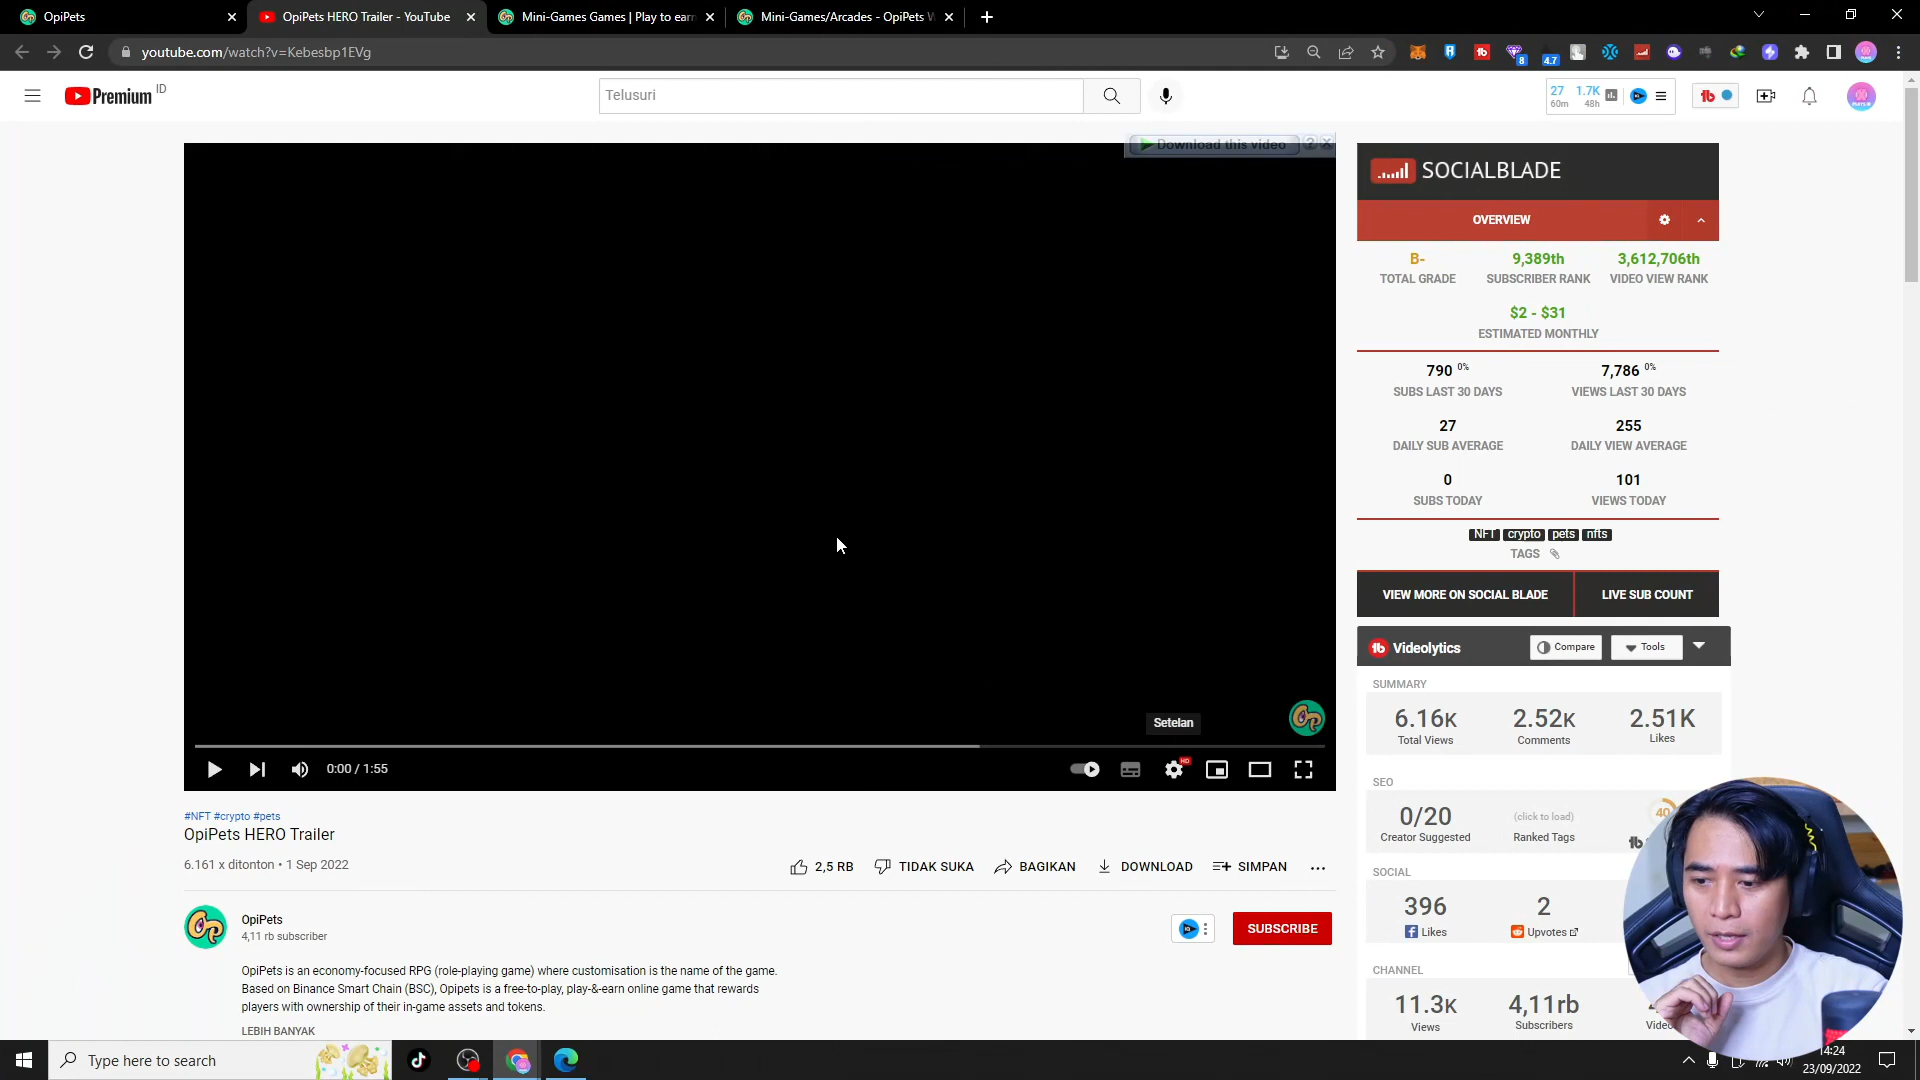 OpiPets
OpiPets HERO Trailer - YouTube
Mini-Games Games | Play to earn
Mini-Games/Arcades - OpiPets W
youtube.com/watch?v=Kebesbp1EVg
8
4.7
Premium ID
Telusuri
27 1.7K
60m 48h
Download this video
SOCIALBLADE
OVERVIEW
B- 9,389th 3,612,706th
TOTAL GRADE SUBSCRIBER RANK VIDEO VIEW RANK
$2 - $31
ESTIMATED MONTHLY
790 0% 7,786 0%
SUBS LAST 30 DAYS VIEWS LAST 30 DAYS
27 255
DAILY SUB AVERAGE DAILY VIEW AVERAGE
0 101
SUBS TODAY VIEWS TODAY
NFT crypto pets nfts
TAGS
VIEW MORE ON SOCIAL BLADE LIVE SUB COUNT
Videolytics Compare Tools
SUMMARY
6.16K 2.52K 2.51K
Total Views Comments Likes
SEO
0/20 (click to load) 40
Creator Suggested Ranked Tags
SOCIAL
396 2
Likes Upvotes
CHANNEL
11.3K 4,11rb
Views Subscribers
Setelan
0:00 / 1:55
HD
#NFT #crypto #pets
OpiPets HERO Trailer
6.161 x ditonton • 1 Sep 2022
2,5 RB TIDAK SUKA BAGIKAN DOWNLOAD SIMPAN
OpiPets
4,11 rb subscriber
SUBSCRIBE
OpiPets is an economy-focused RPG (role-playing game) where customisation is the name of the game.
Based on Binance Smart Chain (BSC), Opipets is a free-to-play, play-&-earn online game that rewards
players with ownership of their in-game assets and tokens.
LEBIH BANYAK
Type here to search
14:24
23/09/2022